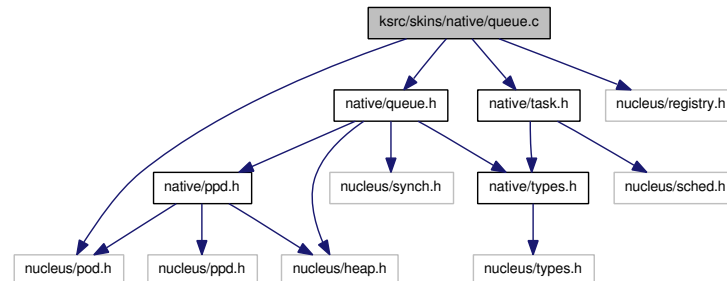 ksrc/skins/native/queue.c
native/queue.h
native/task.h
nucleus/registry.h
native/ppd.h
nucleus/synch.h
native/types.h
nucleus/sched.h
nucleus/pod.h
nucleus/ppd.h
nucleus/heap.h
nucleus/types.h